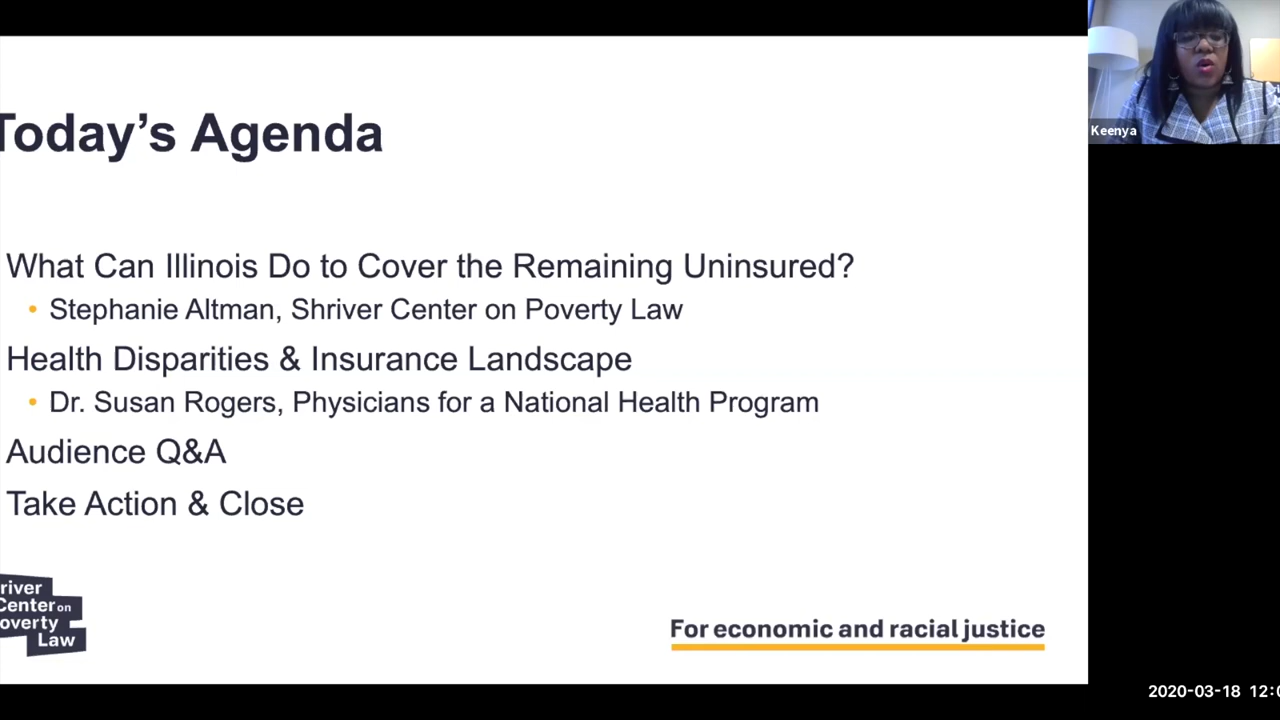 Today's Agenda
What Can Illinois Do to Cover the Remaining Uninsured?
• Stephanie Altman, Shriver Center on Poverty Law
Health Disparities & Insurance Landscape
• Dr. Susan Rogers, Physicians for a National Health Program
Audience Q&A
Take Action & Close
river
Center on
overty
Law
For economic and racial justice
Keenya
2020-03-18 12:0